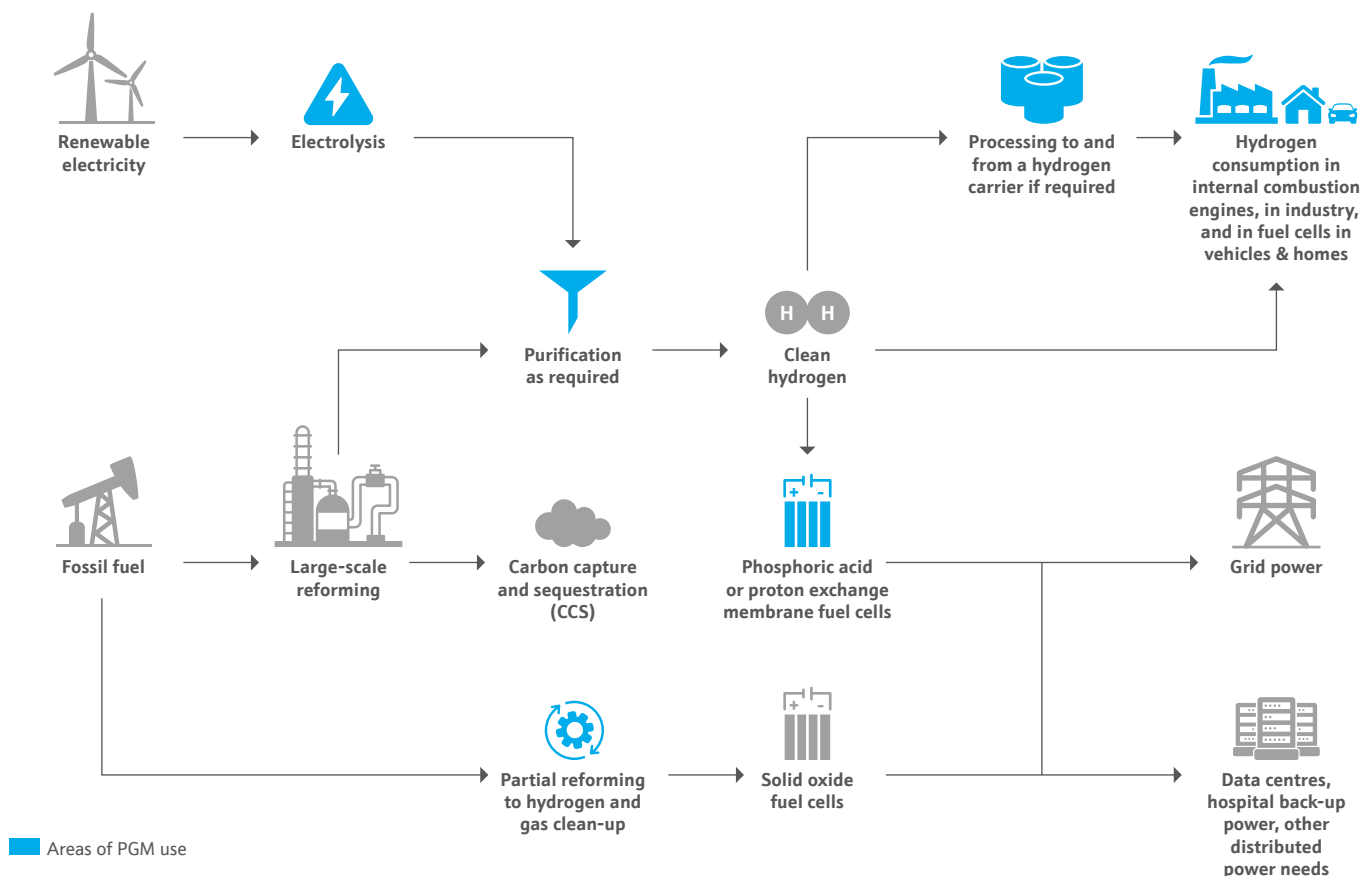 Renewable
electricity
Electrolysis
Processing to and
from a hydrogen
carrier if required
Hydrogen
consumption in
internal combustion
engines, in industry,
and in fuel cells in
vehicles & homes
Purification
as required
H H
Clean
hydrogen
Fossil fuel
Large-scale
reforming
Carbon capture
and sequestration
(CCS)
+ -
Phosphoric acid
or proton exchange
membrane fuel cells
Grid power
Partial reforming
to hydrogen and
gas clean-up
+ -
Solid oxide
fuel cells
Data centres,
hospital back-up
power, other
distributed
power needs
Areas of PGM use